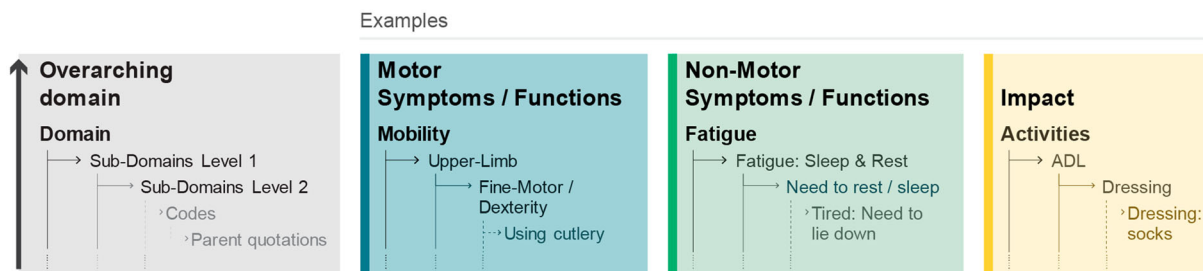 Examples
Overarching
domain
Domain
Sub-Domains Level 1
Sub-Domains Level 2
Codes
Parent quotations
Motor
Symptoms / Functions
Mobility
Upper-Limb
Fine-Motor /
Dexterity
Using cutlery
Non-Motor
Symptoms / Functions
Fatigue
Fatigue: Sleep & Rest
Need to rest / sleep
Tired: Need to
lie down
Impact
Activities
ADL
Dressing
Dressing:
socks